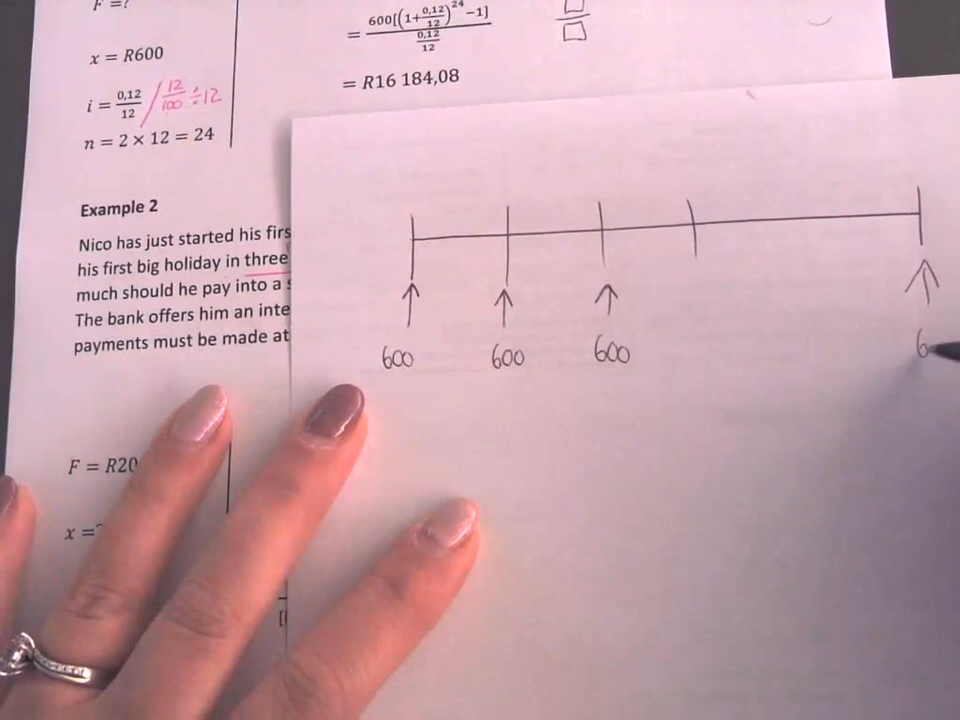 F =?
x = R600
i = 0,12/12 / 12/100 ÷ 12
n = 2 × 12 = 24
= 600[(1+0,12/12)^24 −1] / 0,12/12
= R16 184,08
Example 2
Nico has just started his firs
his first big holiday in three
much should he pay into a
The bank offers him an inte
payments must be made at
F = R20
x =
600 600 600 6